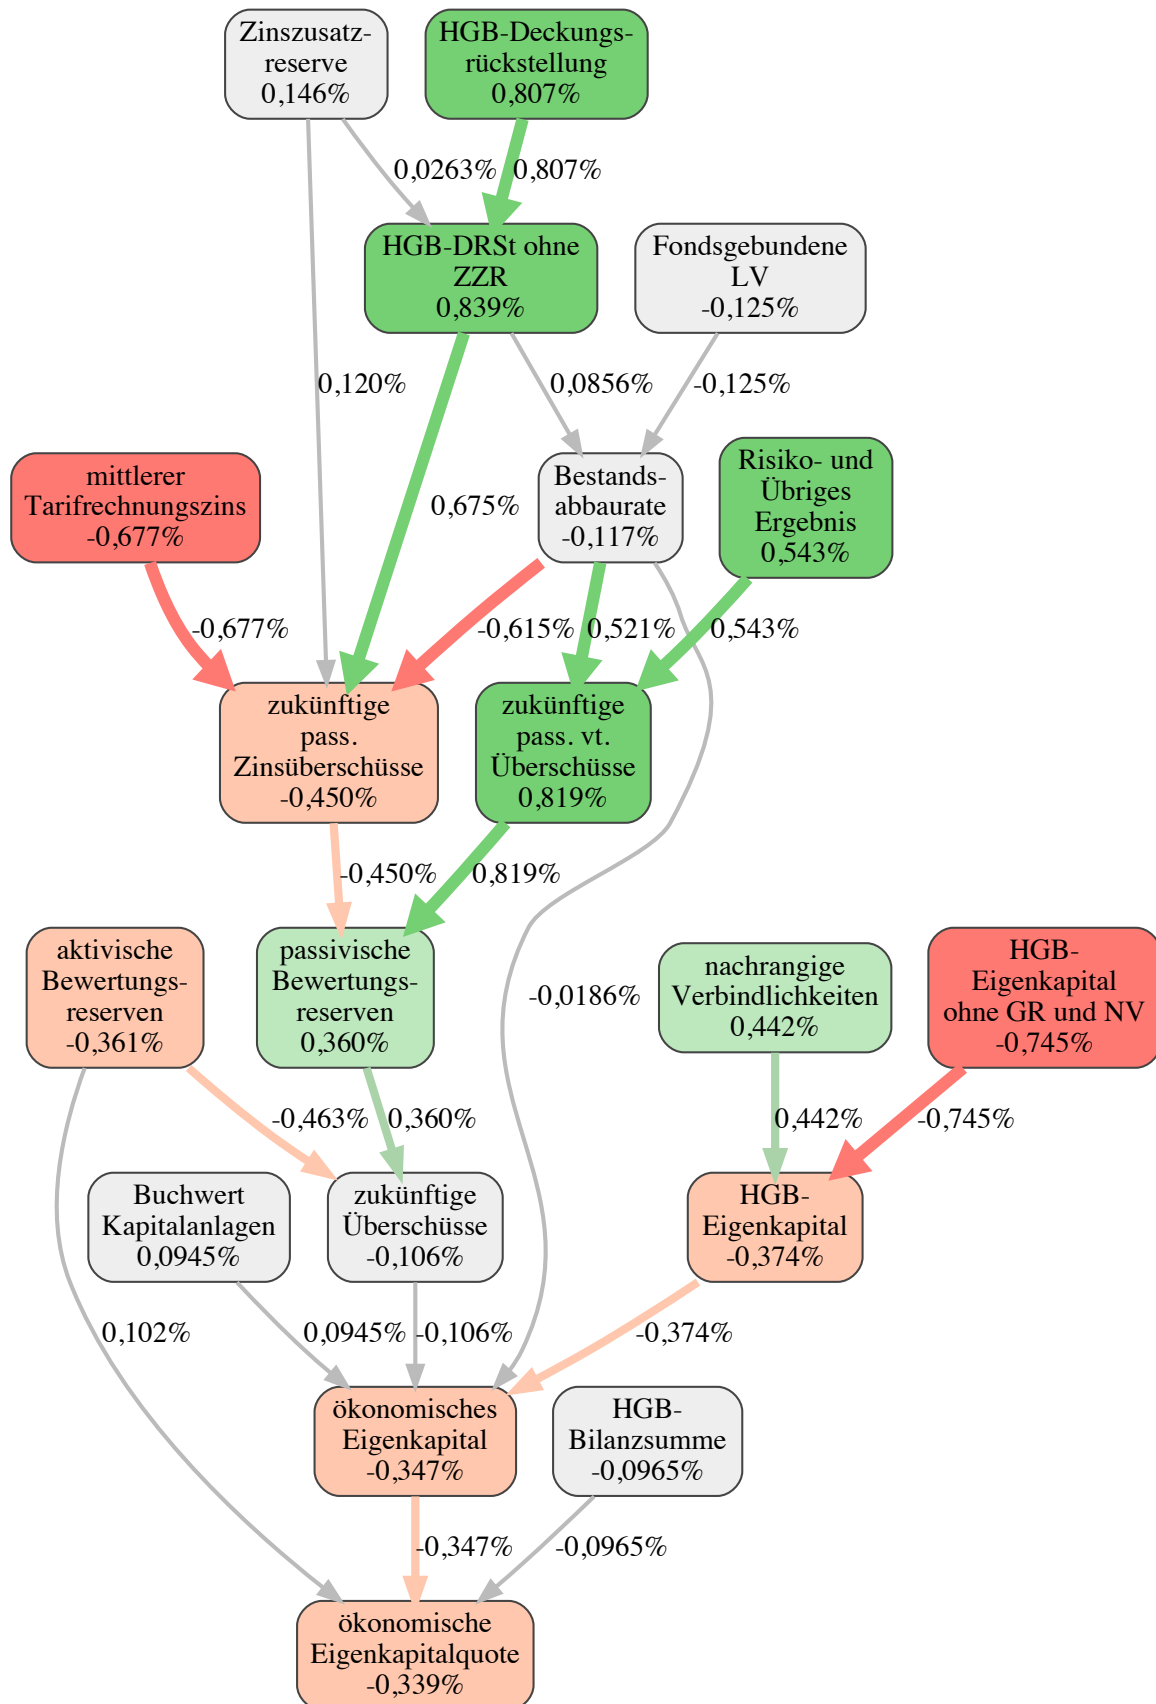 Zinszusatz-
reserve
0,146%
HGB-Deckungs-
rückstellung
0,807%
0,0263%
0,807%
HGB-DRSt ohne
ZZR
0,839%
Fondsgebundene
LV
-0,125%
0,120%
0,0856%
-0,125%
mittlerer
Tarifrechnungszins
-0,677%
0,675%
Bestands-
abbaurate
-0,117%
Risiko- und
Übriges
Ergebnis
0,543%
-0,677%
-0,615%
0,521%
0,543%
zukünftige
pass.
Zinsüberschüsse
-0,450%
zukünftige
pass. vt.
Überschüsse
0,819%
-0,450%
0,819%
aktivische
Bewertungs-
reserven
-0,361%
passivische
Bewertungs-
reserven
0,360%
-0,0186%
nachrangige
Verbindlichkeiten
0,442%
HGB-
Eigenkapital
ohne GR und NV
-0,745%
-0,463%
0,360%
0,442%
-0,745%
Buchwert
Kapitalanlagen
0,0945%
zukünftige
Überschüsse
-0,106%
HGB-
Eigenkapital
-0,374%
0,102%
0,0945%
-0,106%
-0,374%
ökonomisches
Eigenkapital
-0,347%
HGB-
Bilanzsumme
-0,0965%
-0,347%
-0,0965%
ökonomische
Eigenkapitalquote
-0,339%